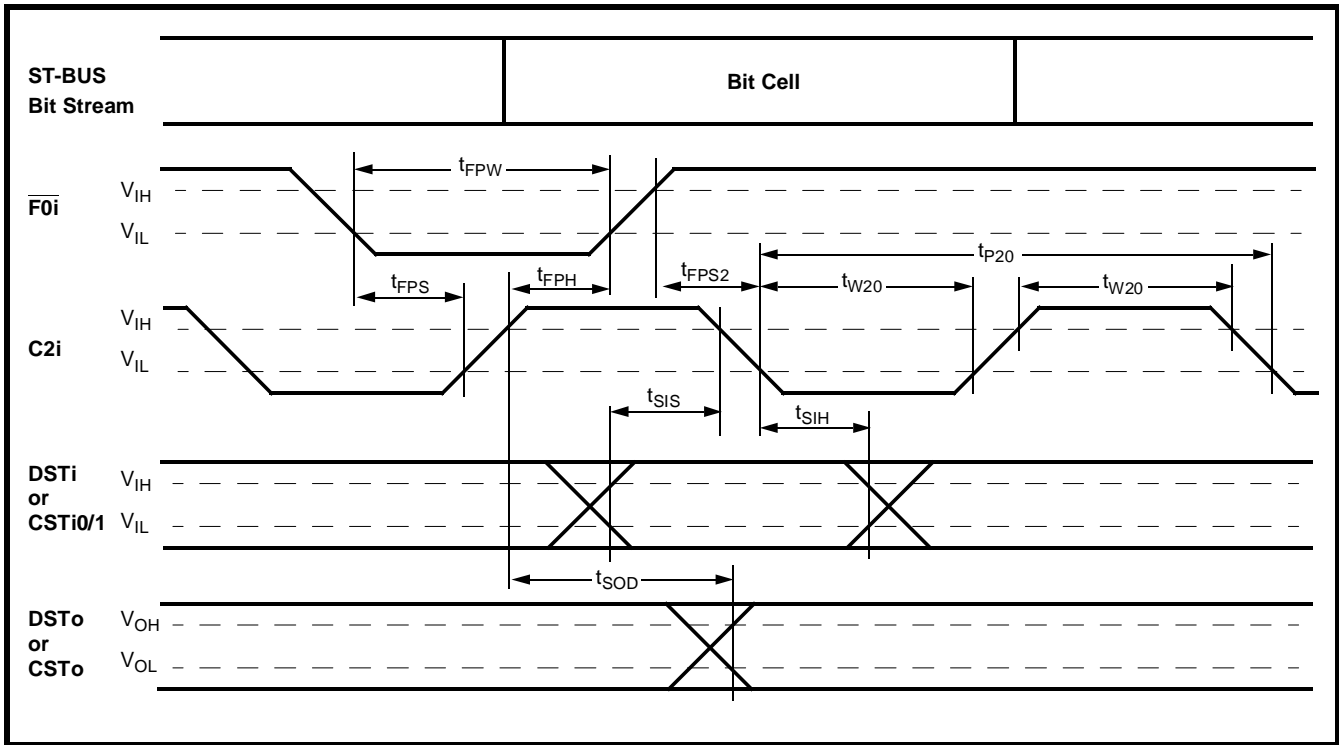 ST-BUS
Bit Stream
Bit Cell
F0i
VIH
VIL
tFPW
tFPS
tFPH
tFPS2
tP20
tW20
tW20
C2i
VIH
VIL
tSIS
tSIH
DSTi
or
CSTi0/1
VIH
VIL
tSOD
DSTo
or
CSTo
VOH
VOL